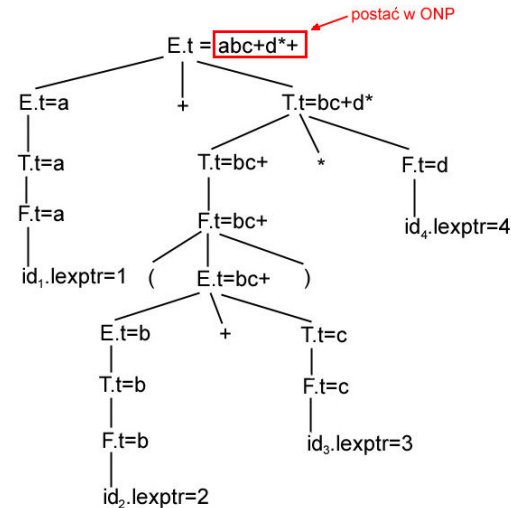 postać w ONP
E.t = abc+d*+
E.t=a + T.t=bc+d*
T.t=a T.t=bc+ * F.t=d
F.t=a F.t=bc+ id₄.lexptr=4
id₁.lexptr=1 ( E.t=bc+ )
E.t=b + T.t=c
T.t=b F.t=c
F.t=b id₃.lexptr=3
id₂.lexptr=2